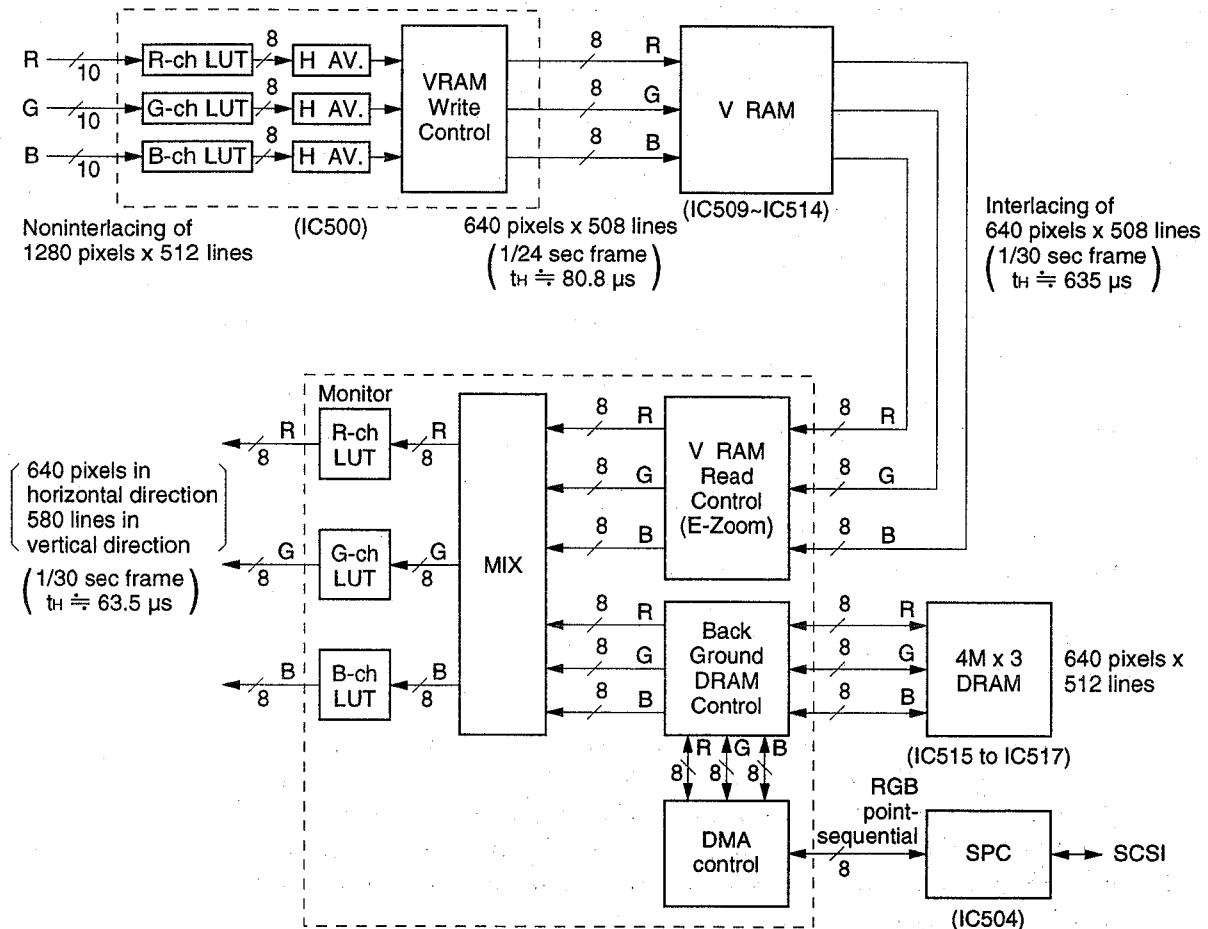 R
10
R-ch LUT
8
H AV.
G
10
G-ch LUT
8
H AV.
B
10
B-ch LUT
8
H AV.
VRAM
Write
Control
8
R
8
G
8
B
V RAM
Noninterlacing of
1280 pixels x 512 lines
(IC500)
640 pixels x 508 lines
(1/24 sec frame
tH ≒ 80.8 µs)
(IC509~IC514)
Interlacing of
640 pixels x 508 lines
(1/30 sec frame
tH ≒ 635 µs)
Monitor
R
8
R-ch
LUT
R
8
G
8
G-ch
LUT
G
8
B
8
B-ch
LUT
B
8
640 pixels in
horizontal direction
580 lines in
vertical direction
(1/30 sec frame
tH ≒ 63.5 µs)
MIX
8
R
8
G
8
B
V RAM
Read
Control
(E-Zoom)
8
R
8
G
8
B
8
R
8
G
8
B
Back
Ground
DRAM
Control
8
R
8
G
8
B
4M x 3
DRAM
640 pixels x
512 lines
(IC515 to IC517)
R
G
B
8
8
8
DMA
control
RGB
point-
sequential
8
SPC
SCSI
(IC504)